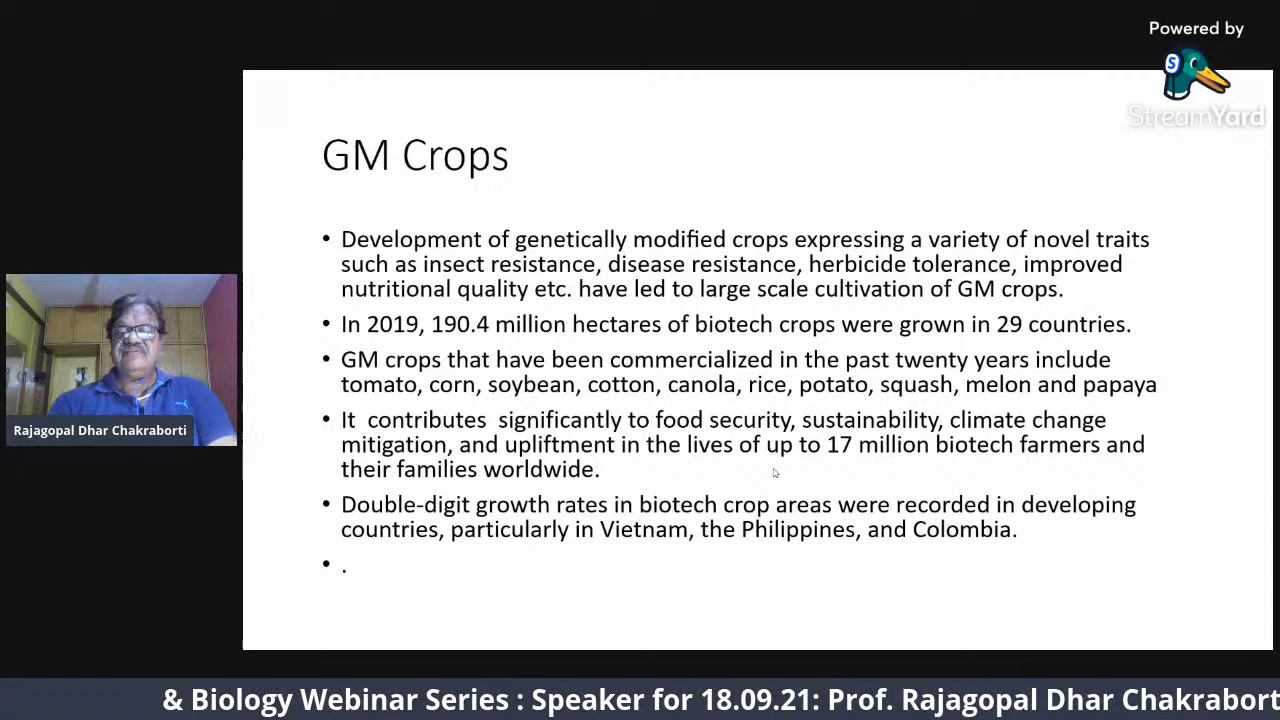 Powered by
S
StreamYard
GM Crops
• Development of genetically modified crops expressing a variety of novel traits
such as insect resistance, disease resistance, herbicide tolerance, improved
nutritional quality etc. have led to large scale cultivation of GM crops.
• In 2019, 190.4 million hectares of biotech crops were grown in 29 countries.
• GM crops that have been commercialized in the past twenty years include
tomato, corn, soybean, cotton, canola, rice, potato, squash, melon and papaya
• It contributes significantly to food security, sustainability, climate change
mitigation, and upliftment in the lives of up to 17 million biotech farmers and
their families worldwide.
• Double-digit growth rates in biotech crop areas were recorded in developing
countries, particularly in Vietnam, the Philippines, and Colombia.
• .
Rajagopal Dhar Chakraborti
& Biology Webinar Series : Speaker for 18.09.21: Prof. Rajagopal Dhar Chakrabort